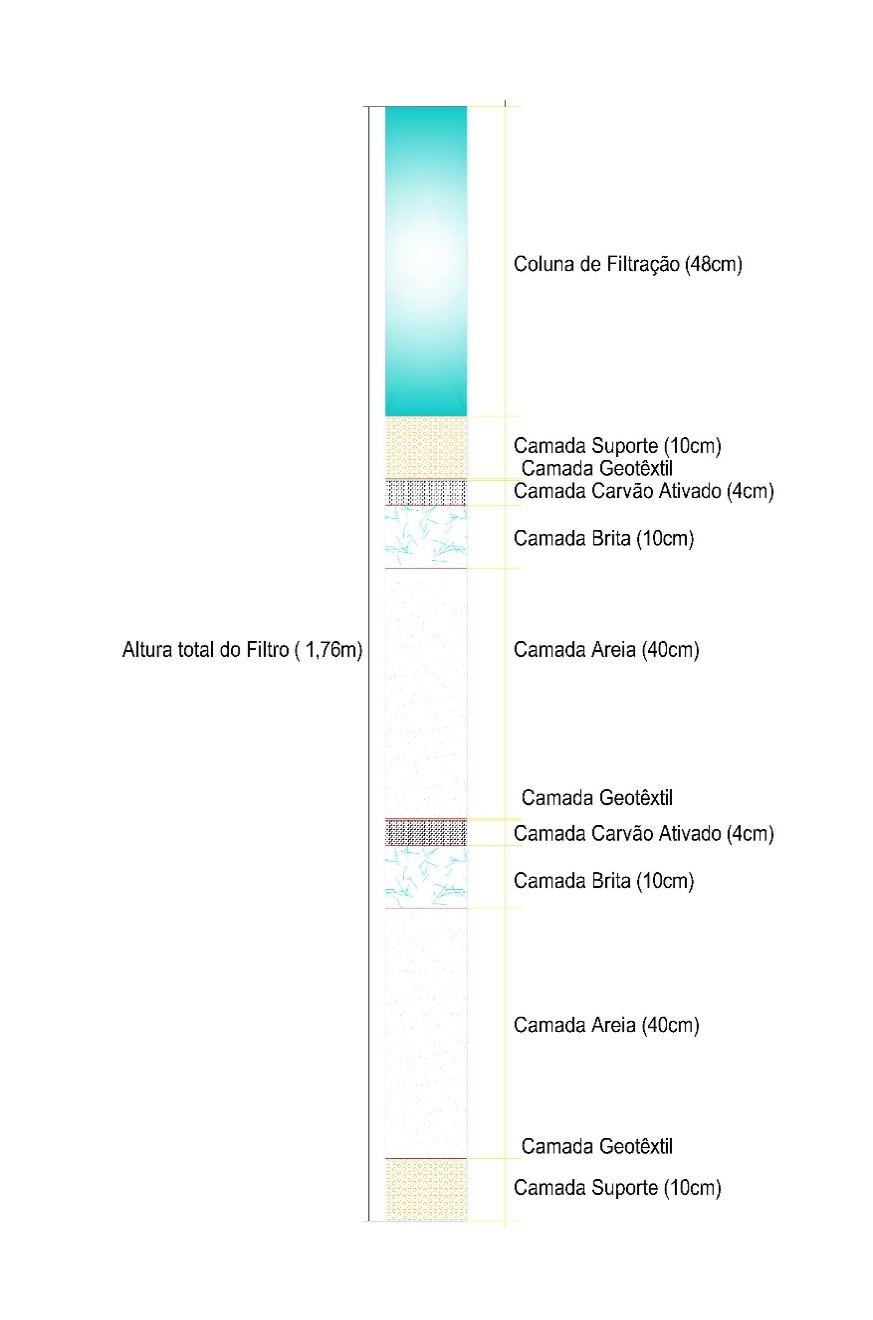 Coluna de Filtração (48cm)
Camada Suporte (10cm)
Camada Geotêxtil
Camada Carvão Ativado (4cm)
Camada Brita (10cm)
Altura total do Filtro ( 1,76m)
Camada Areia (40cm)
Camada Geotêxtil
Camada Carvão Ativado (4cm)
Camada Brita (10cm)
Camada Areia (40cm)
Camada Geotêxtil
Camada Suporte (10cm)